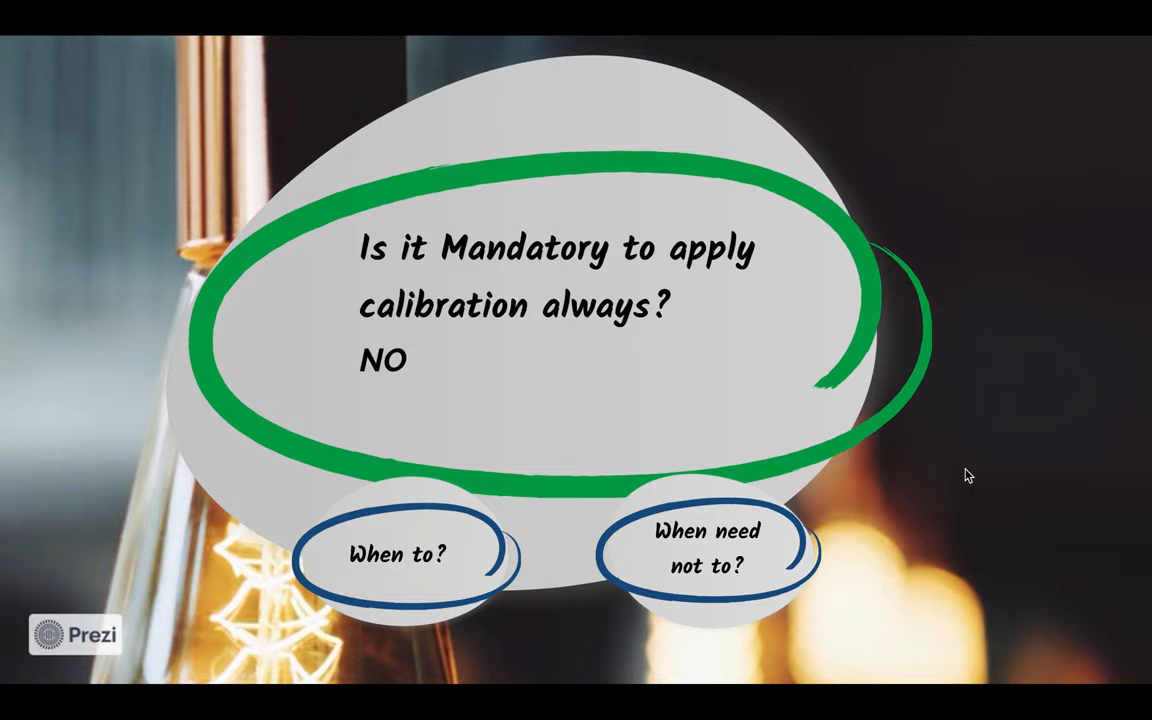 Is it Mandatory to apply
calibration always?
NO
When to?
When need
not to?
Prezi